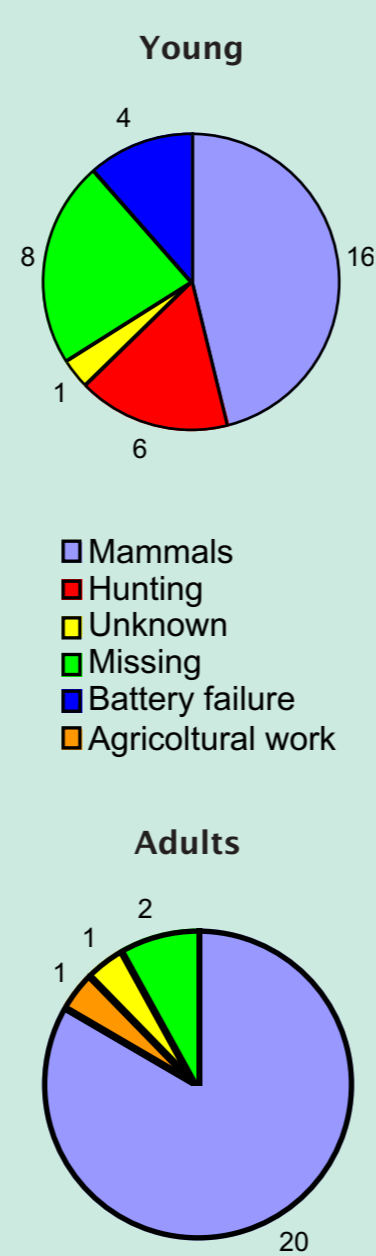 Young
4
8
16
1
6
Mammals
Hunting
Unknown
Missing
Battery failure
Agricoltural work
Adults
2
1
1
20